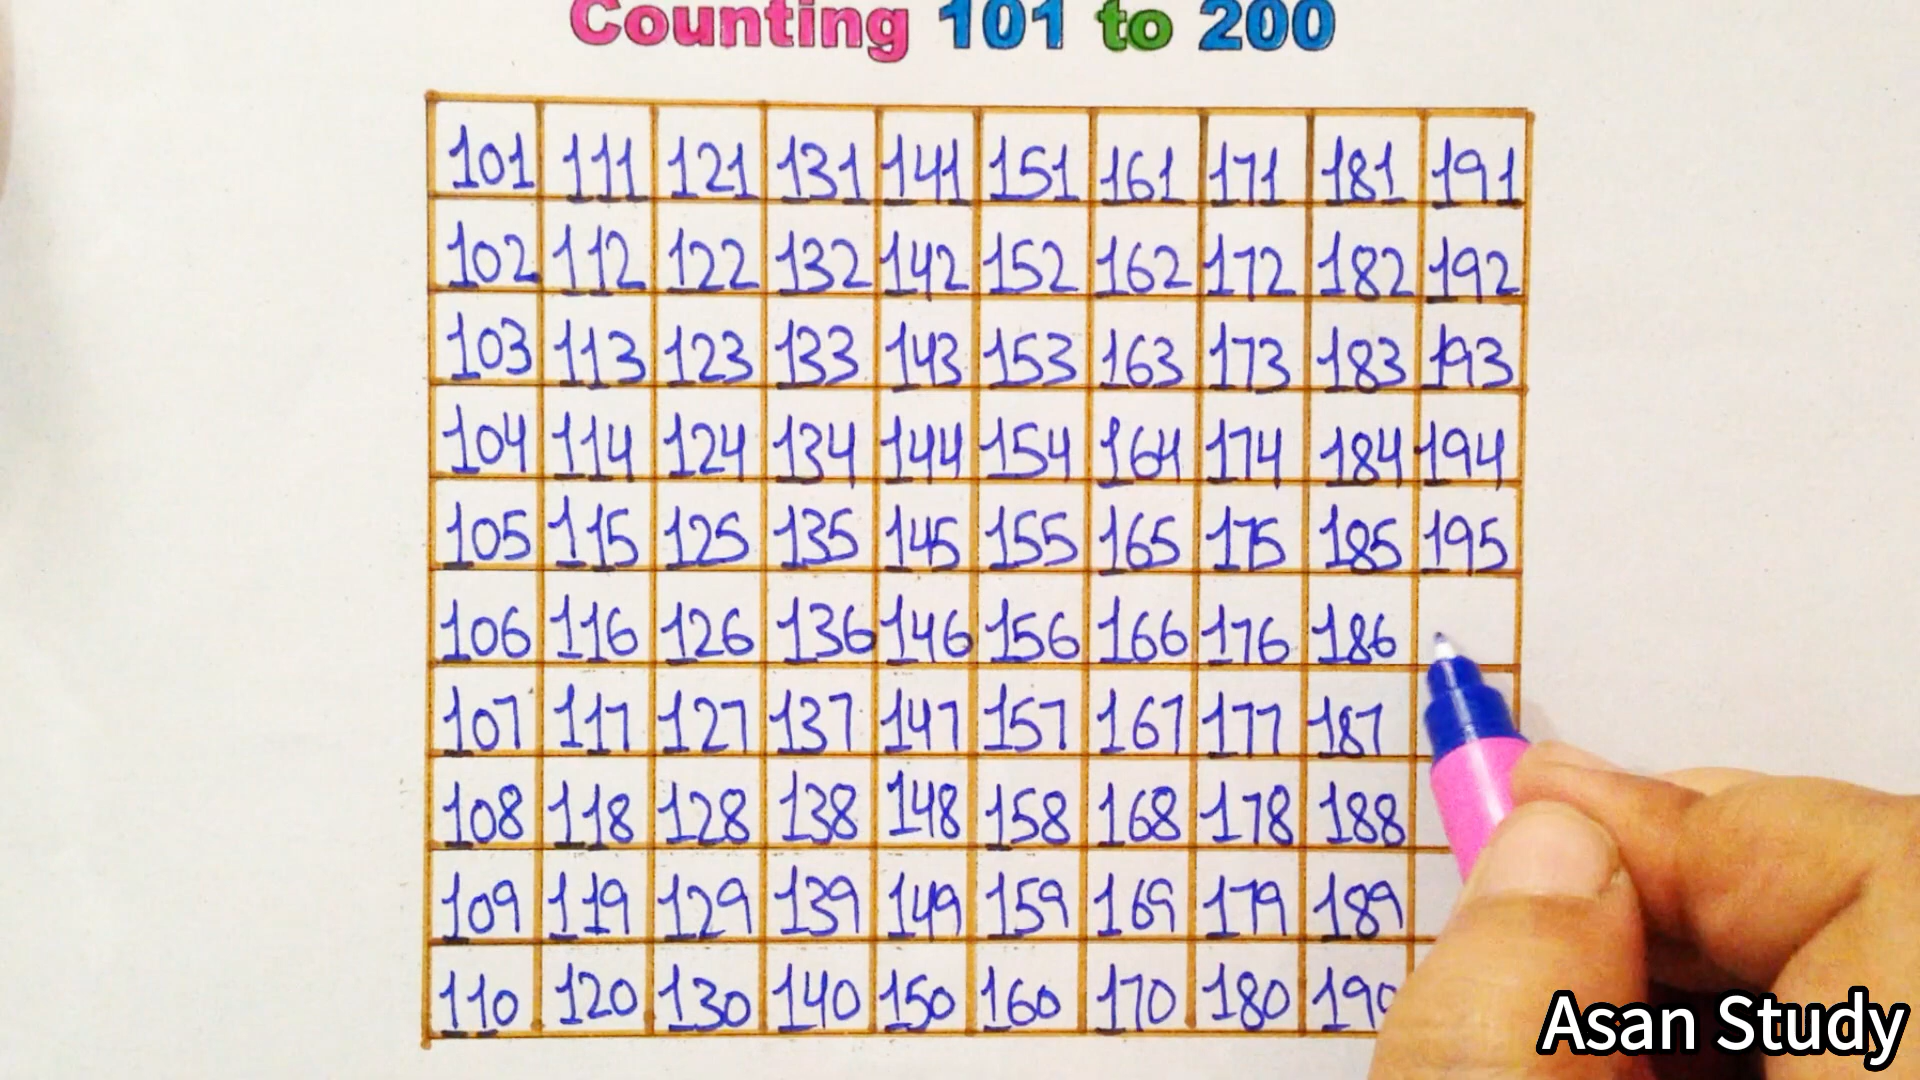 Counting 101 to 200
101 111 121 131 141 151 161 171 181 191
102 112 122 132 142 152 162 172 182 192
103 113 123 133 143 153 163 173 183 193
104 114 124 134 144 154 164 174 184 194
105 115 125 135 145 155 165 175 185 195
106 116 126 136 146 156 166 176 186
107 117 127 137 147 157 167 177 187
108 118 128 138 148 158 168 178 188
109 119 129 139 149 159 169 179 189
110 120 130 140 150 160 170 180 190
Asan Study